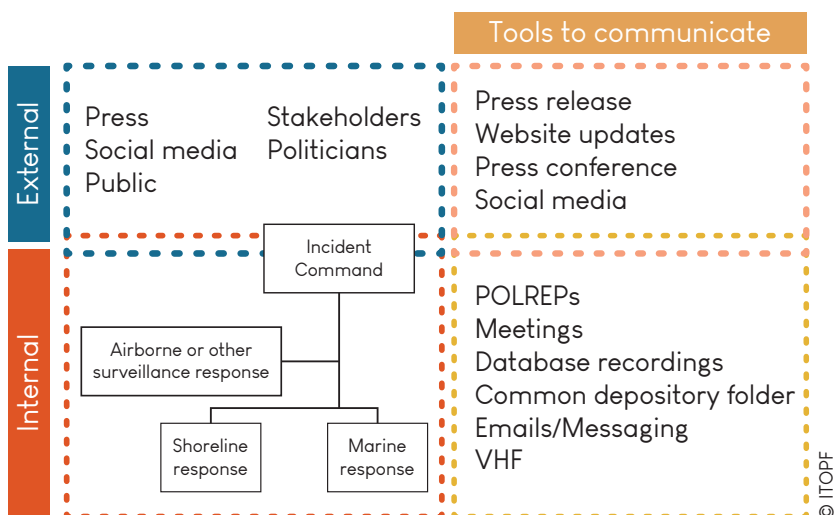 Tools to communicate
External
Press
Social media
Public
Stakeholders
Politicians
Press release
Website updates
Press conference
Social media
Internal
Incident
Command
Airborne or other
surveillance response
Shoreline
response
Marine
response
POLREPs
Meetings
Database recordings
Common depository folder
Emails/Messaging
VHF
© ITOPF